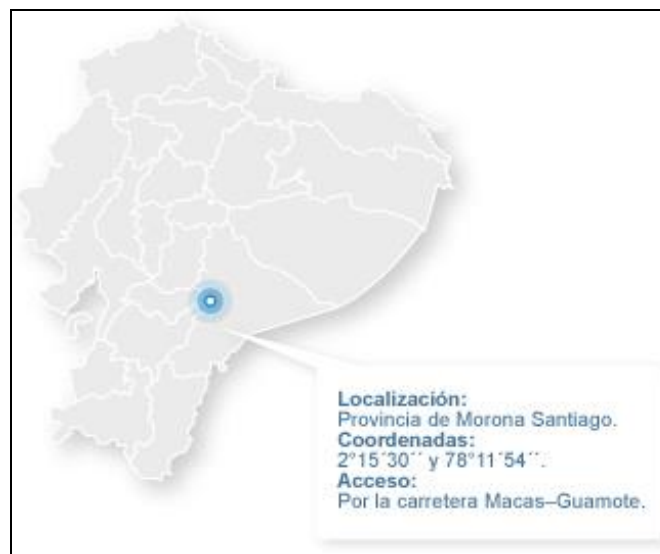 Localización:
Provincia de Morona Santiago.
Coordenadas:
2°15´30´´ y 78°11´54´´.
Acceso:
Por la carretera Macas–Guamote.